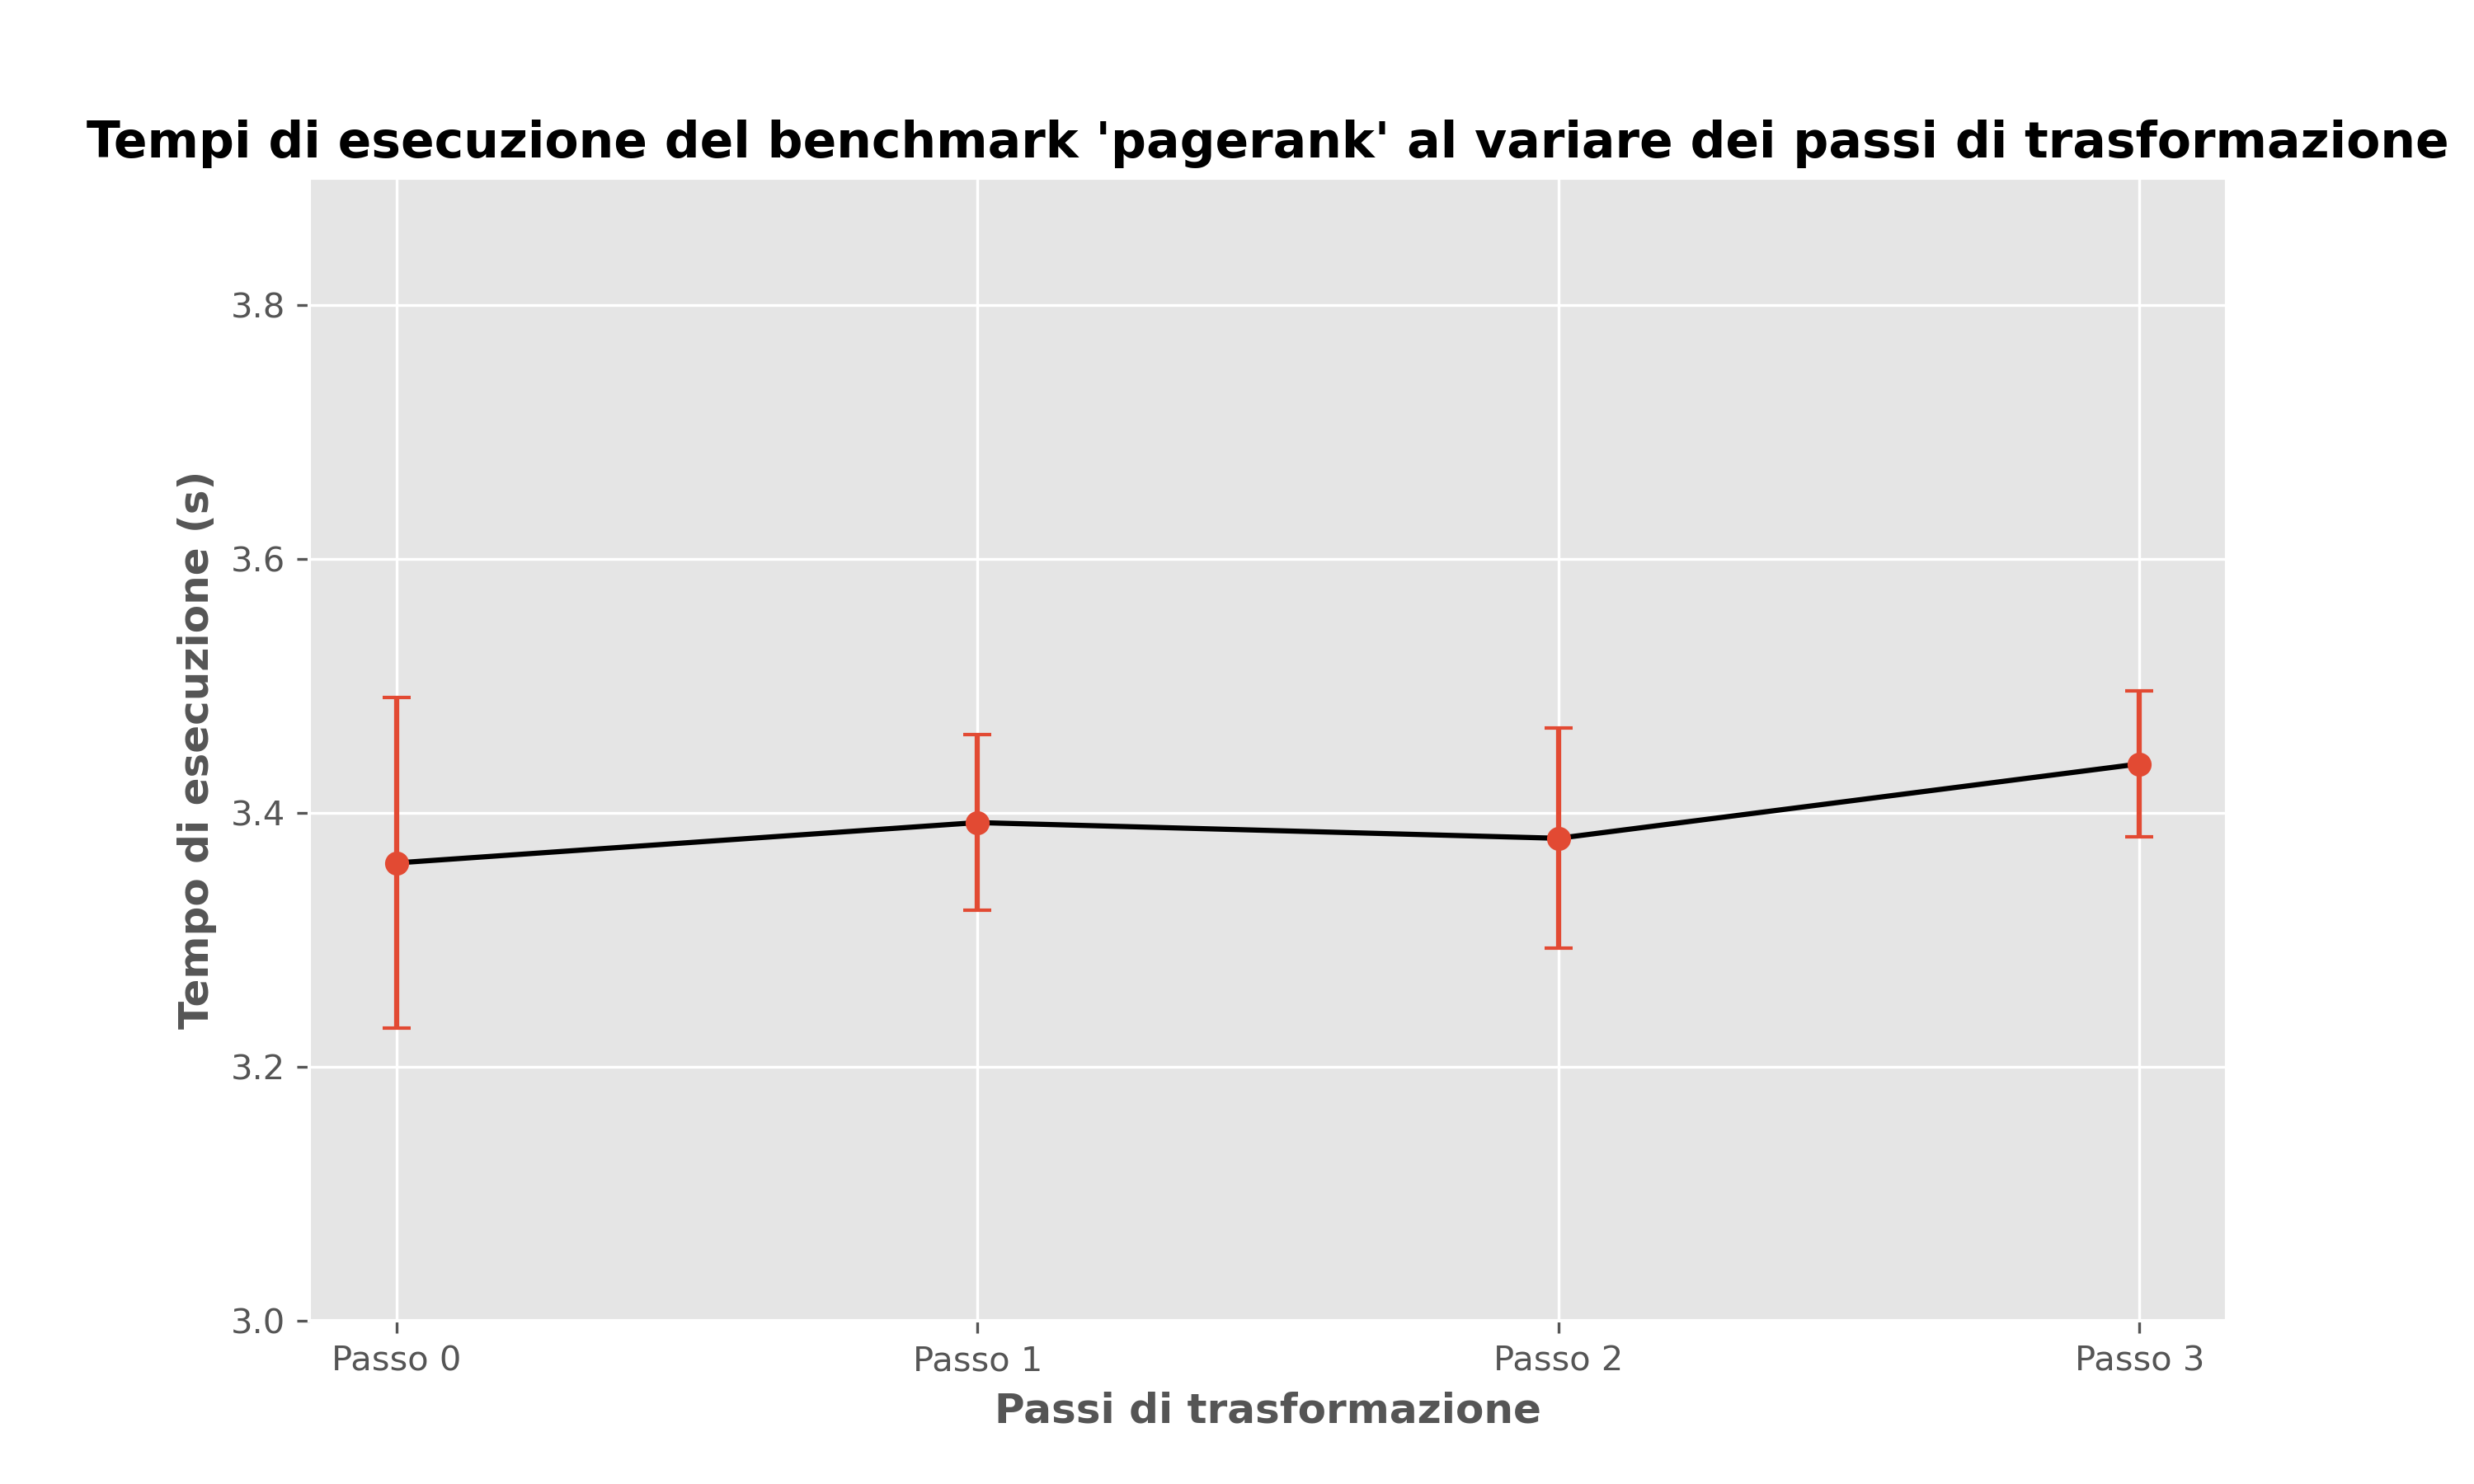 Tempi di esecuzione del benchmark 'pagerank' al variare dei passi di trasformazione
Tempo di esecuzione (s)
3.8
3.6
3.4
3.2
3.0
Passo 0 Passo 1 Passo 2 Passo 3
Passi di trasformazione